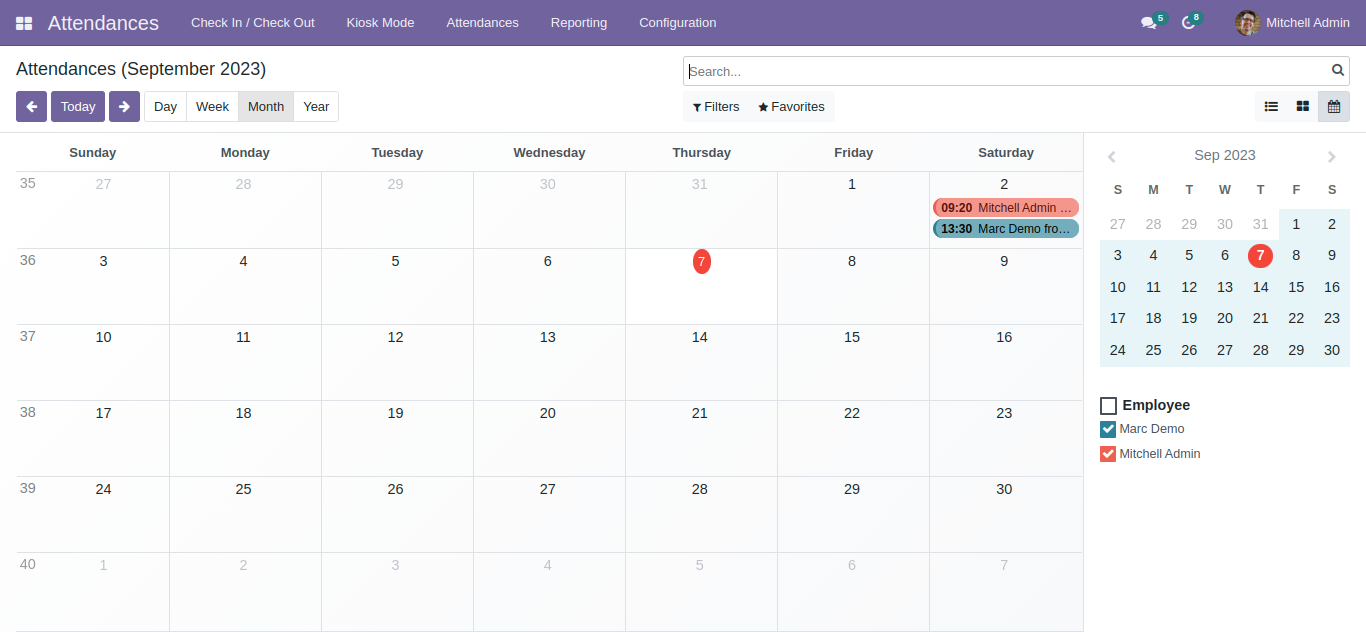 Attendances Check In / Check Out Kiosk Mode Attendances Reporting Configuration 5 8 Mitchell Admin
Attendances (September 2023)
Search...
Today Day Week Month Year
Filters Favorites
Sunday Monday Tuesday Wednesday Thursday Friday Saturday
35 27 28 29 30 31 1 2
09:20 Mitchell Admin ...
13:30 Marc Demo fro...
36 3 4 5 6 7 8 9
37 10 11 12 13 14 15 16
38 17 18 19 20 21 22 23
39 24 25 26 27 28 29 30
40 1 2 3 4 5 6 7
Sep 2023
S M T W T F S
27 28 29 30 31 1 2
3 4 5 6 7 8 9
10 11 12 13 14 15 16
17 18 19 20 21 22 23
24 25 26 27 28 29 30
Employee
Marc Demo
Mitchell Admin